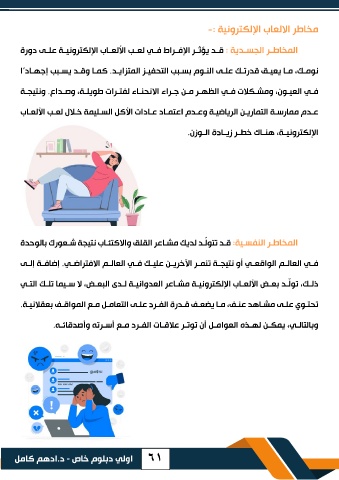 مخاطر الالعاب الإلكترونية :-
المخاطر الجسدية : قد يؤثر الإفراط في لعب الألعاب الإلكترونية على دورة
نومك، ما يعيق قدرتك على النوم بسبب التحفيز المتزايد. كما وقد يسبب إجهادًا
في العيون، ومشكلات في الظهر من جراء الانحناء لفترات طويلة، وصداع. ونتيجة
عدم ممارسة التمارين الرياضية وعدم اعتماد عادات الأكل السليمة خلال لعب الألعاب
الإلكترونية، هناك خطر زيادة الوزن.
المخاطر النفسية: قد تتولّد لديك مشاعر القلق والاكتئاب نتيجة شعورك بالوحدة
في العالم الواقعي أو نتيجة تنمر الآخرين عليك في العالم الافتراضي. إضافة إلى
ذلك، تولّد بعض الألعاب الإلكترونية مشاعر العدوانية لدى البعض، لا سيما تلك التي
تحتوي على مشاهد عنف، ما يضعف قدرة الفرد على التعامل مع المواقف بعقلانية.
وبالتالي، يمكن لهذه العوامل أن توتر علاقات الفرد مع أسرته وأصدقائه.
٦١ اولي دبلوم خاص - د.ادهم كامل